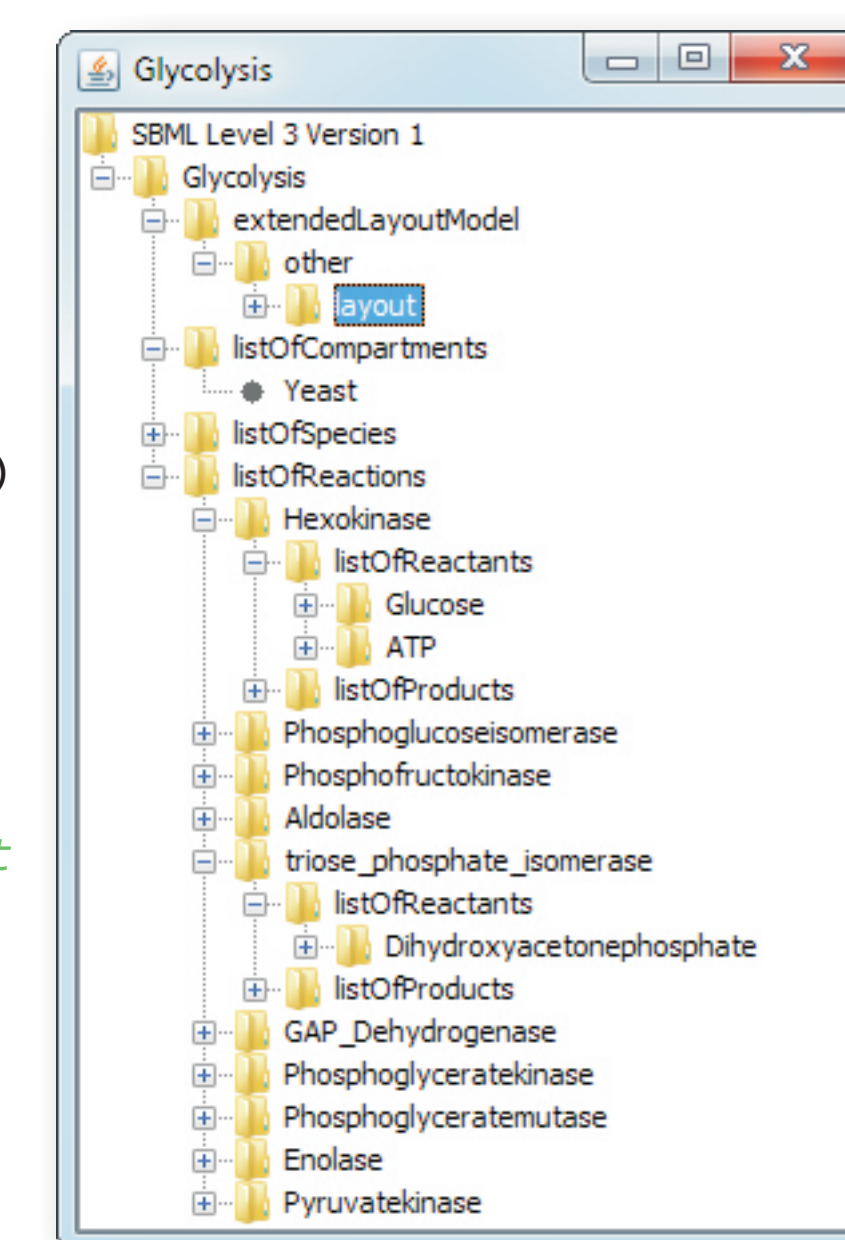 Glycolysis
SBML Level 3 Version 1
Glycolysis
extendedLayoutModel
other
layout
listOfCompartments
Yeast
listOfSpecies
)
listOfReactions
Hexokinase
listOfReactants
Glucose
ATP
listOfProducts
Phosphoglucoseisomerase
Phosphofructokinase
Aldolase
t
triose_phosphate_isomerase
listOfReactants
Dihydroxyacetonephosphate
listOfProducts
GAP_Dehydrogenase
Phosphoglyceratekinase
Phosphoglyceratemutase
Enolase
Pyruvatekinase